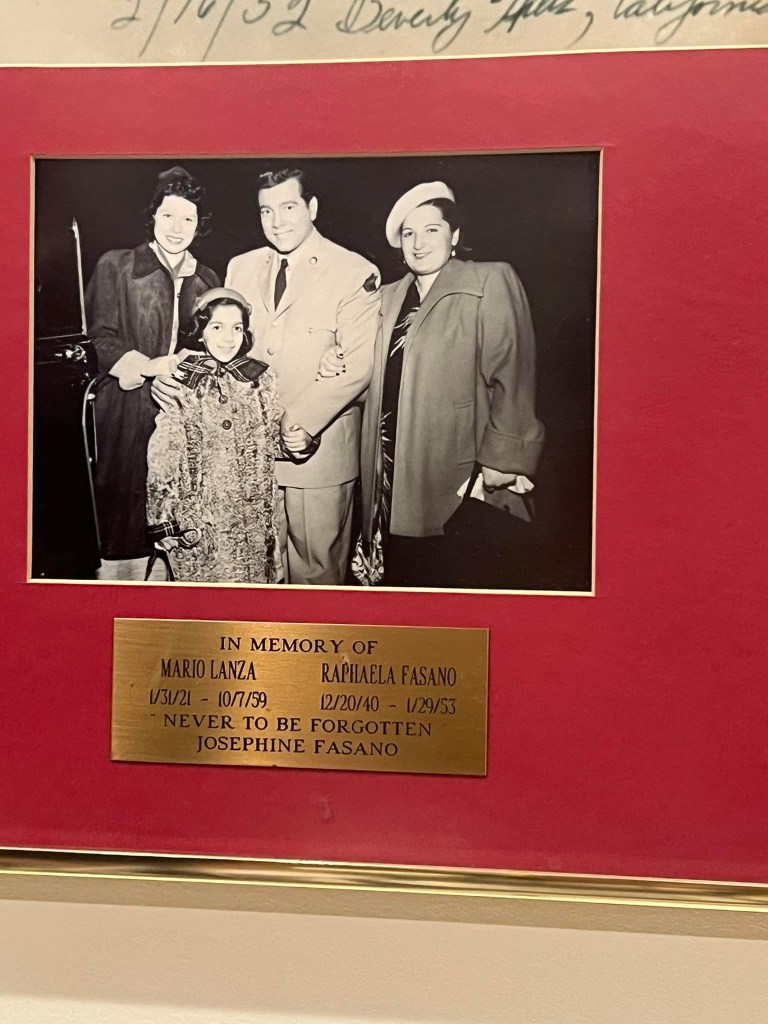 2/16/52 Beverly Hills, California
IN MEMORY OF
MARIO LANZA RAPHAELA FASANO
1/31/21 - 10/7/59 12/20/40 - 1/29/53
NEVER TO BE FORGOTTEN
JOSEPHINE FASANO